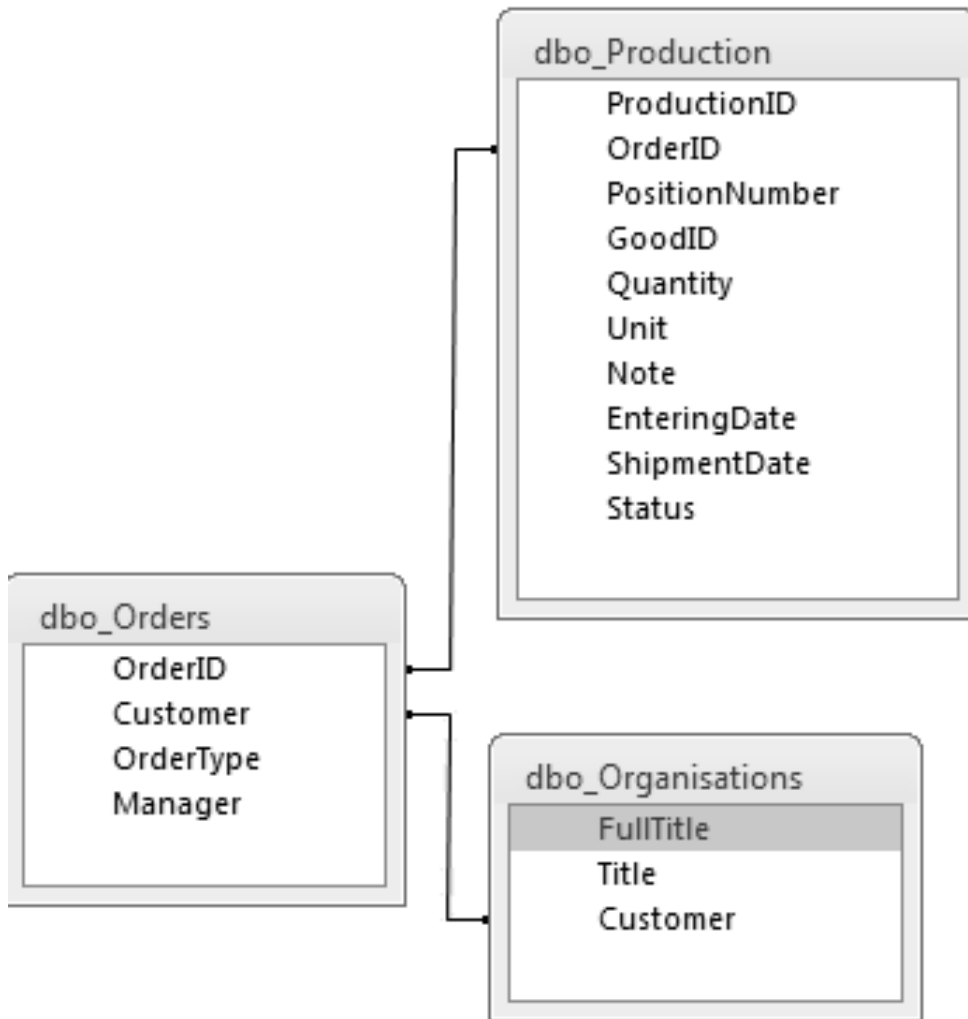 dbo_Production
ProductionID
OrderID
PositionNumber
GoodID
Quantity
Unit
Note
EnteringDate
ShipmentDate
Status
dbo_Orders
OrderID
Customer
OrderType
Manager
dbo_Organisations
FullTitle
Title
Customer